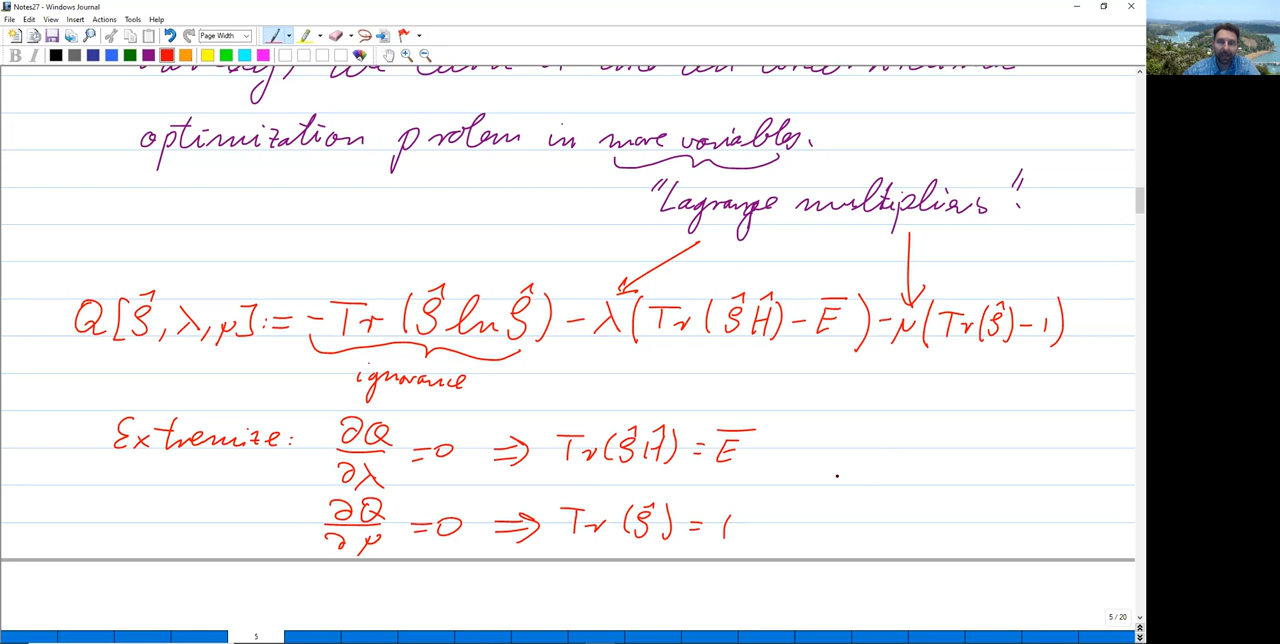 Notes27 - Windows Journal
File Edit View Insert Actions Tools Help
Page Width
B I
optimization problem in more variables.
"Lagrange multipliers".
Q[ρ̂, λ, μ] := -Tr(ρ̂ ln ρ̂) - λ(Tr(ρ̂Ĥ) - E̅) - μ(Tr(ρ̂) - 1)
ignorance
Extremize: ∂Q/∂λ = 0 ⇒ Tr(ρ̂Ĥ) = E̅
∂Q/∂μ = 0 ⇒ Tr(ρ̂) = 1
5 / 20
5